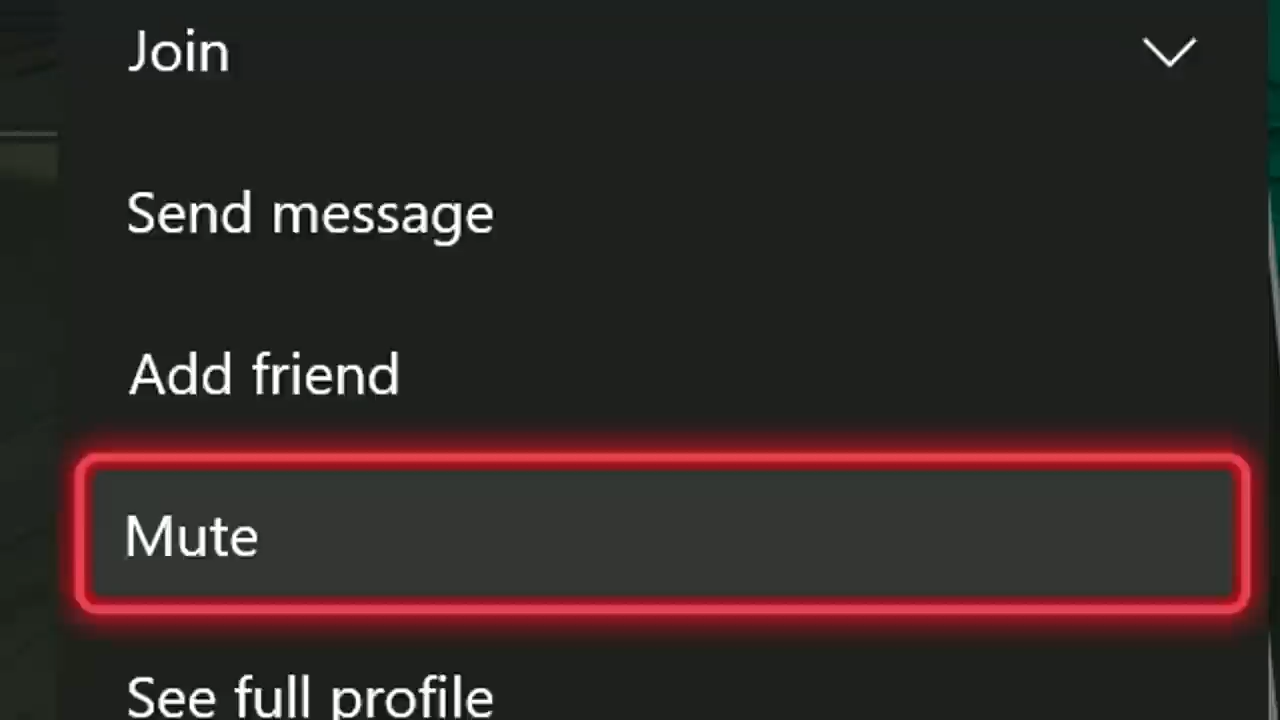 Join
Send message
Add friend
Mute
See full profile